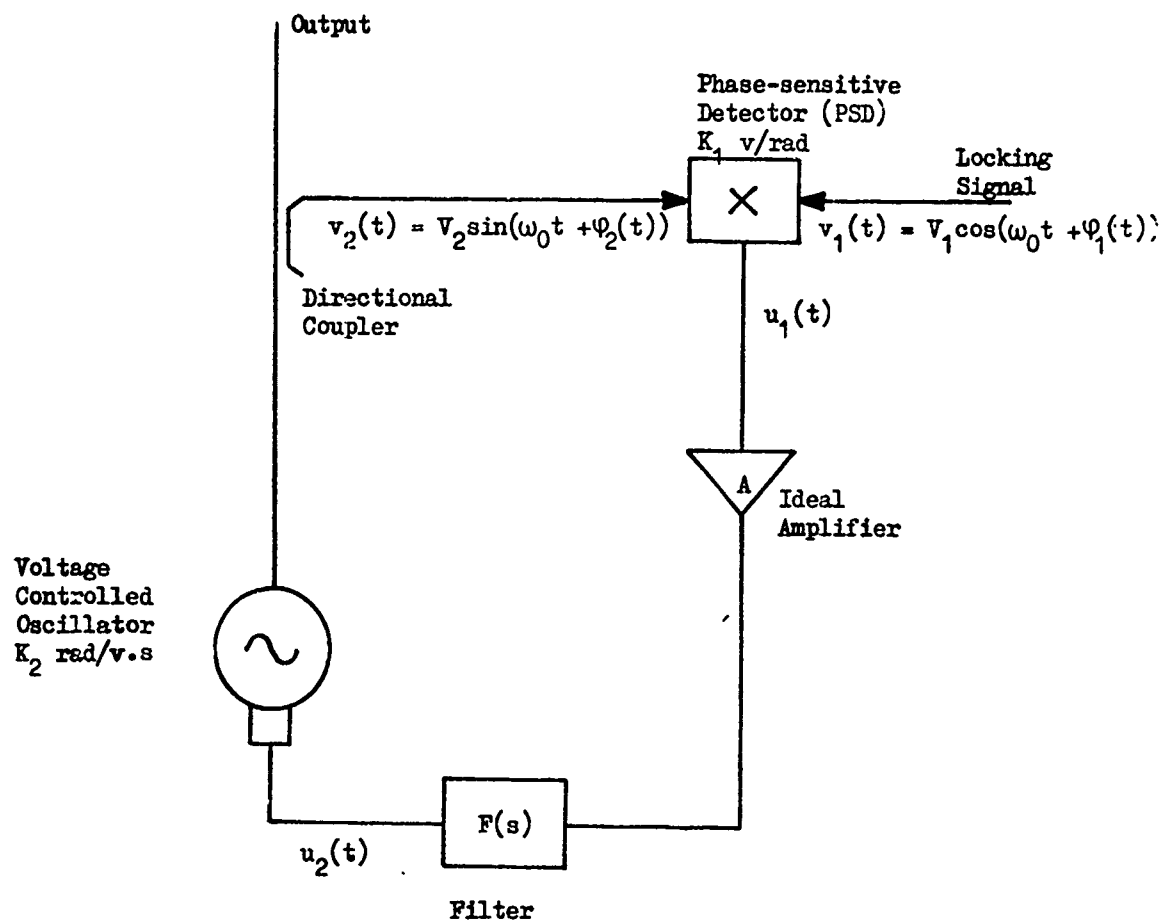 Output
Phase-sensitive
Detector (PSD)
K₁ v/rad
Locking
Signal
×
v₂(t) = V₂sin(ω₀t +φ₂(t))
v₁(t) = V₁cos(ω₀t +φ₁(t))
Directional
Coupler
u₁(t)
A
Ideal
Amplifier
Voltage
Controlled
Oscillator
K₂ rad/v.s
F(s)
u₂(t)
Filter